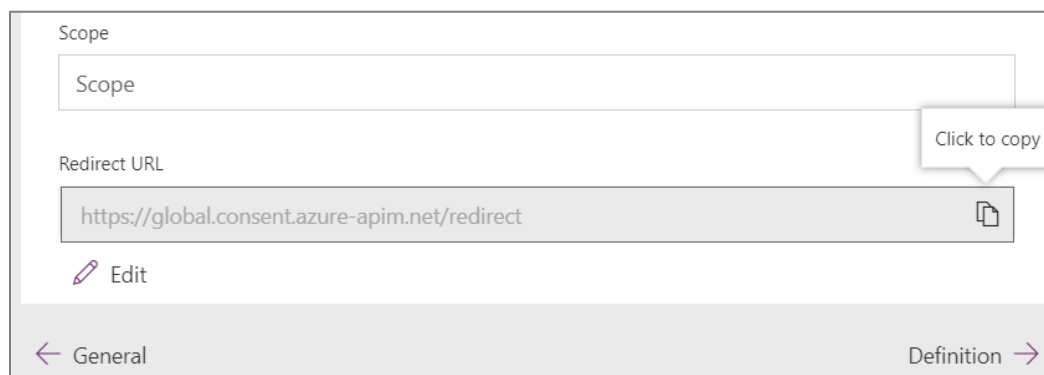 Scope
Scope
Click to copy
Redirect URL
https://global.consent.azure-apim.net/redirect
Edit
General
Definition